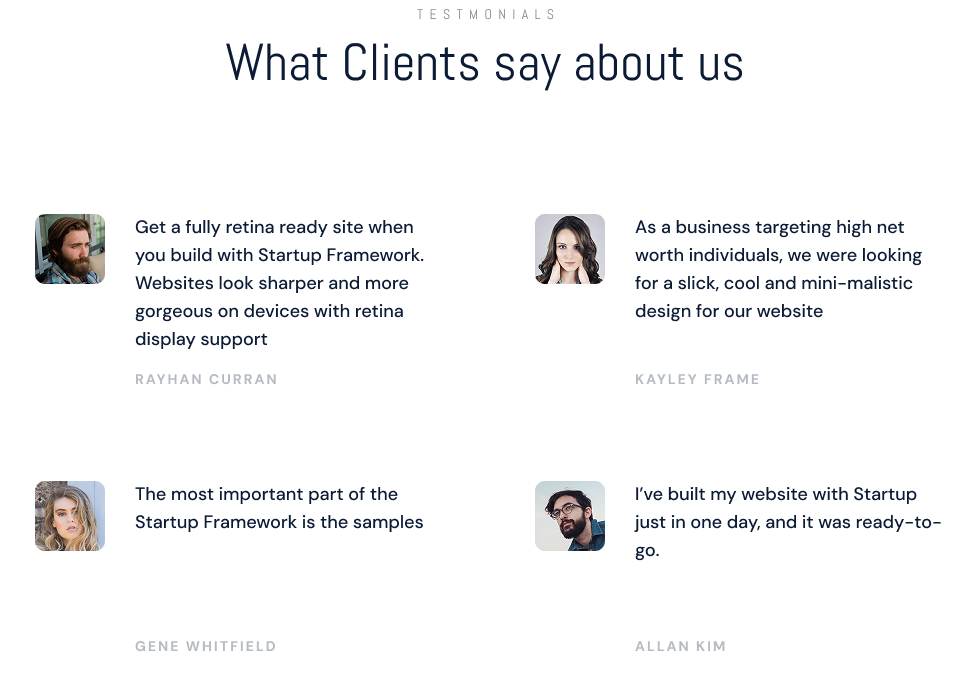 TESTMONIALS
What Clients say about us
Get a fully retina ready site when
you build with Startup Framework.
Websites look sharper and more
gorgeous on devices with retina
display support
RAYHAN CURRAN
As a business targeting high net
worth individuals, we were looking
for a slick, cool and mini-malistic
design for our website
KAYLEY FRAME
The most important part of the
Startup Framework is the samples
GENE WHITFIELD
I’ve built my website with Startup
just in one day, and it was ready-to-
go.
ALLAN KIM